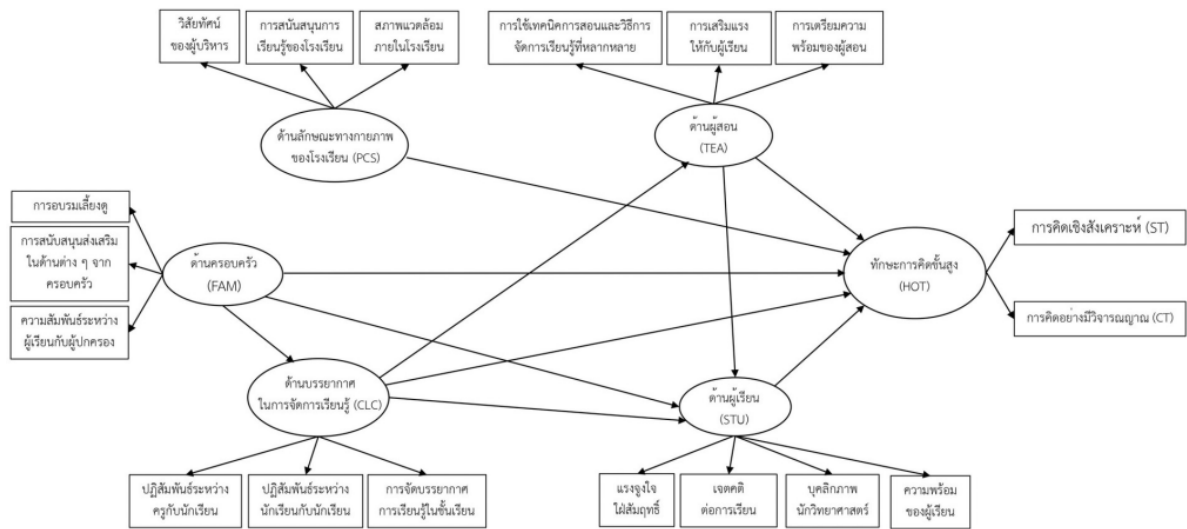 วิสัยทัศน์
ของผู้บริหาร
การสนันสนุนการ
เรียนรู้ของโรงเรียน
สภาพแวดล้อม
ภายในโรงเรียน
การใช้เทคนิคการสอนและวิธีการ
จัดการเรียนรู้ที่หลากหลาย
การเสริมแรง
ให้กับผู้เรียน
การเตรียมความ
พร้อมของผู้สอน
ด้านลักษณะทางกายภาพ
ของโรงเรียน (PCS)
ด้านผู้สอน
(TEA)
การอบรมเลี้ยงดู
การสนับสนุนส่งเสริม
ในด้านต่าง ๆ จาก
ครอบครัว
ความสัมพันธ์ระหว่าง
ผู้เรียนกับผู้ปกครอง
ด้านครอบครัว
(FAM)
ทักษะการคิดขั้นสูง
(HOT)
การคิดเชิงสังเคราะห์ (ST)
การคิดอย่างมีวิจารณญาณ (CT)
ด้านบรรยากาศ
ในการจัดการเรียนรู้ (CLC)
ด้านผู้เรียน
(STU)
ปฏิสัมพันธ์ระหว่าง
ครูกับนักเรียน
ปฏิสัมพันธ์ระหว่าง
นักเรียนกับนักเรียน
การจัดบรรยากาศ
การเรียนรู้ในชั้นเรียน
แรงจูงใจ
ใฝ่สัมฤทธิ์
เจตคติ
ต่อการเรียน
บุคลิกภาพ
นักวิทยาศาสตร์
ความพร้อม
ของผู้เรียน